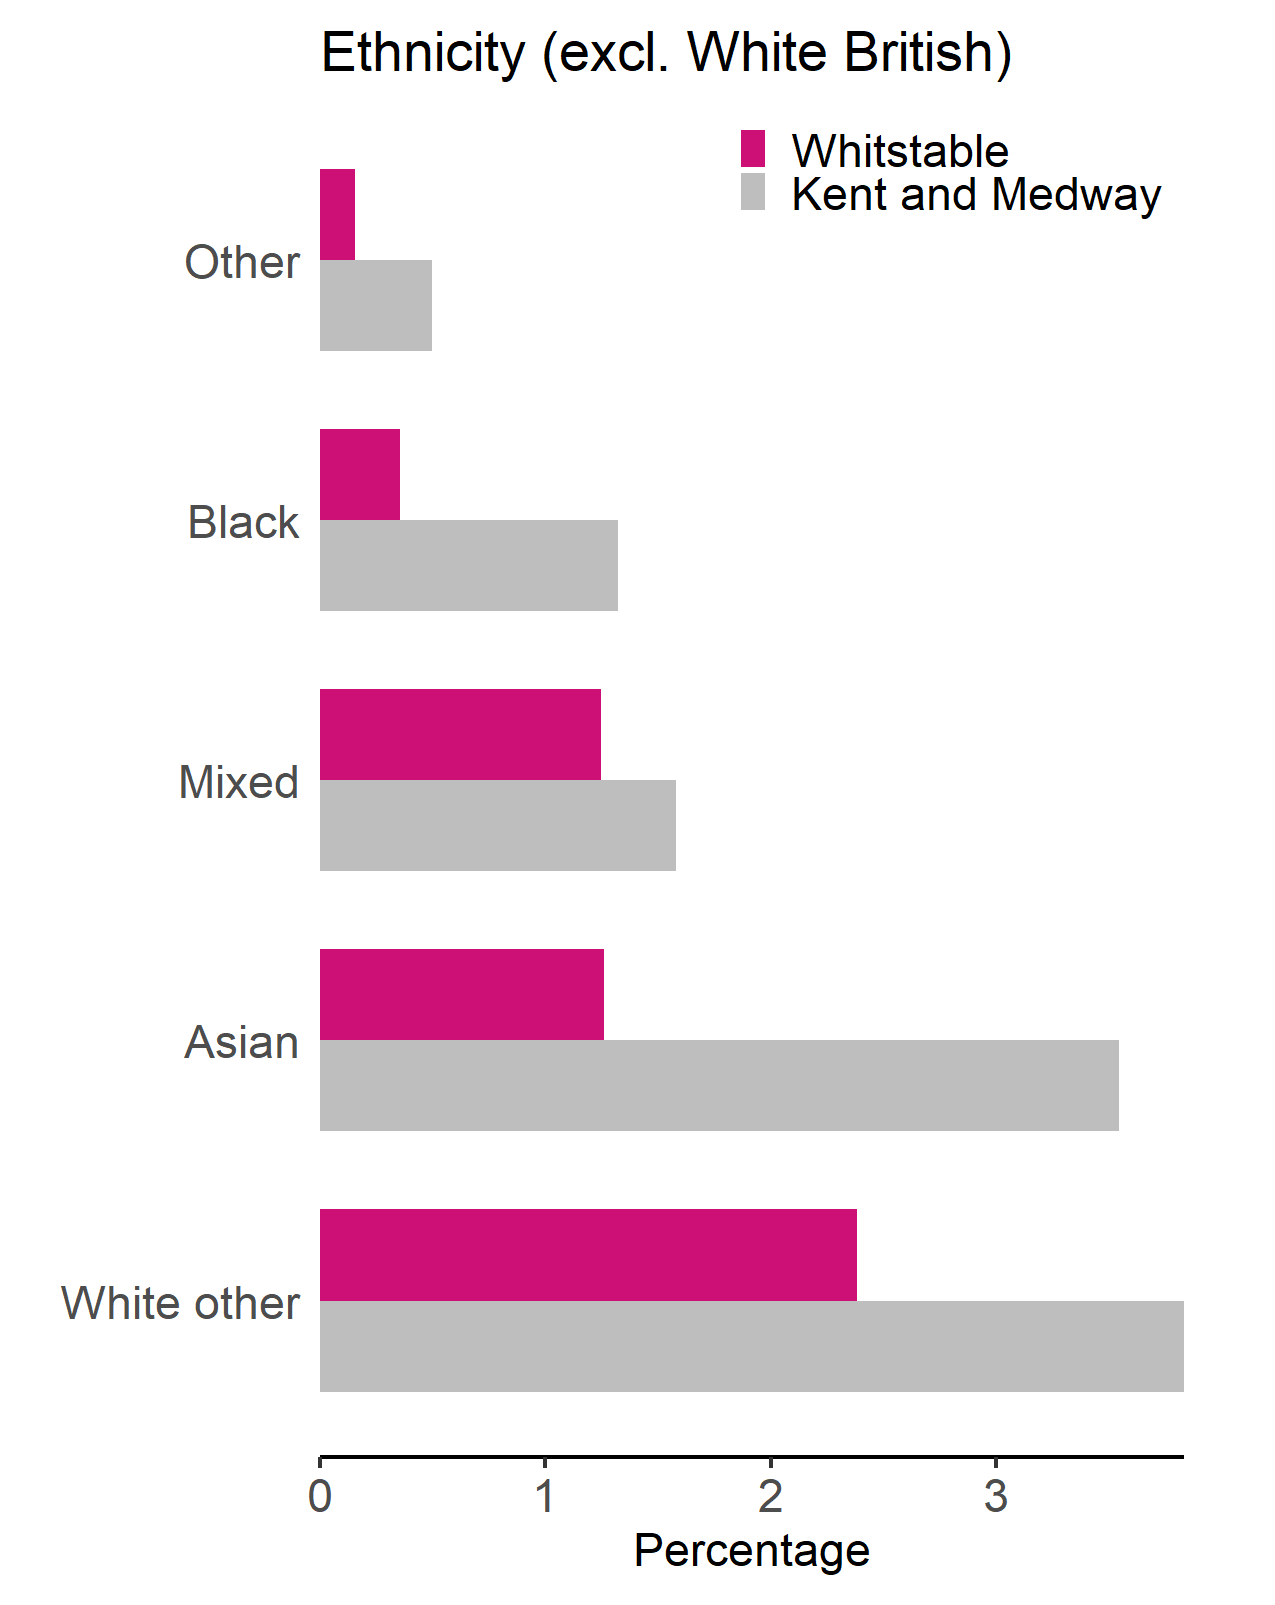 Ethnicity (excl. White British)
Whitstable
Kent and Medway
Other
Black
Mixed
Asian
White other
0 1 2 3
Percentage